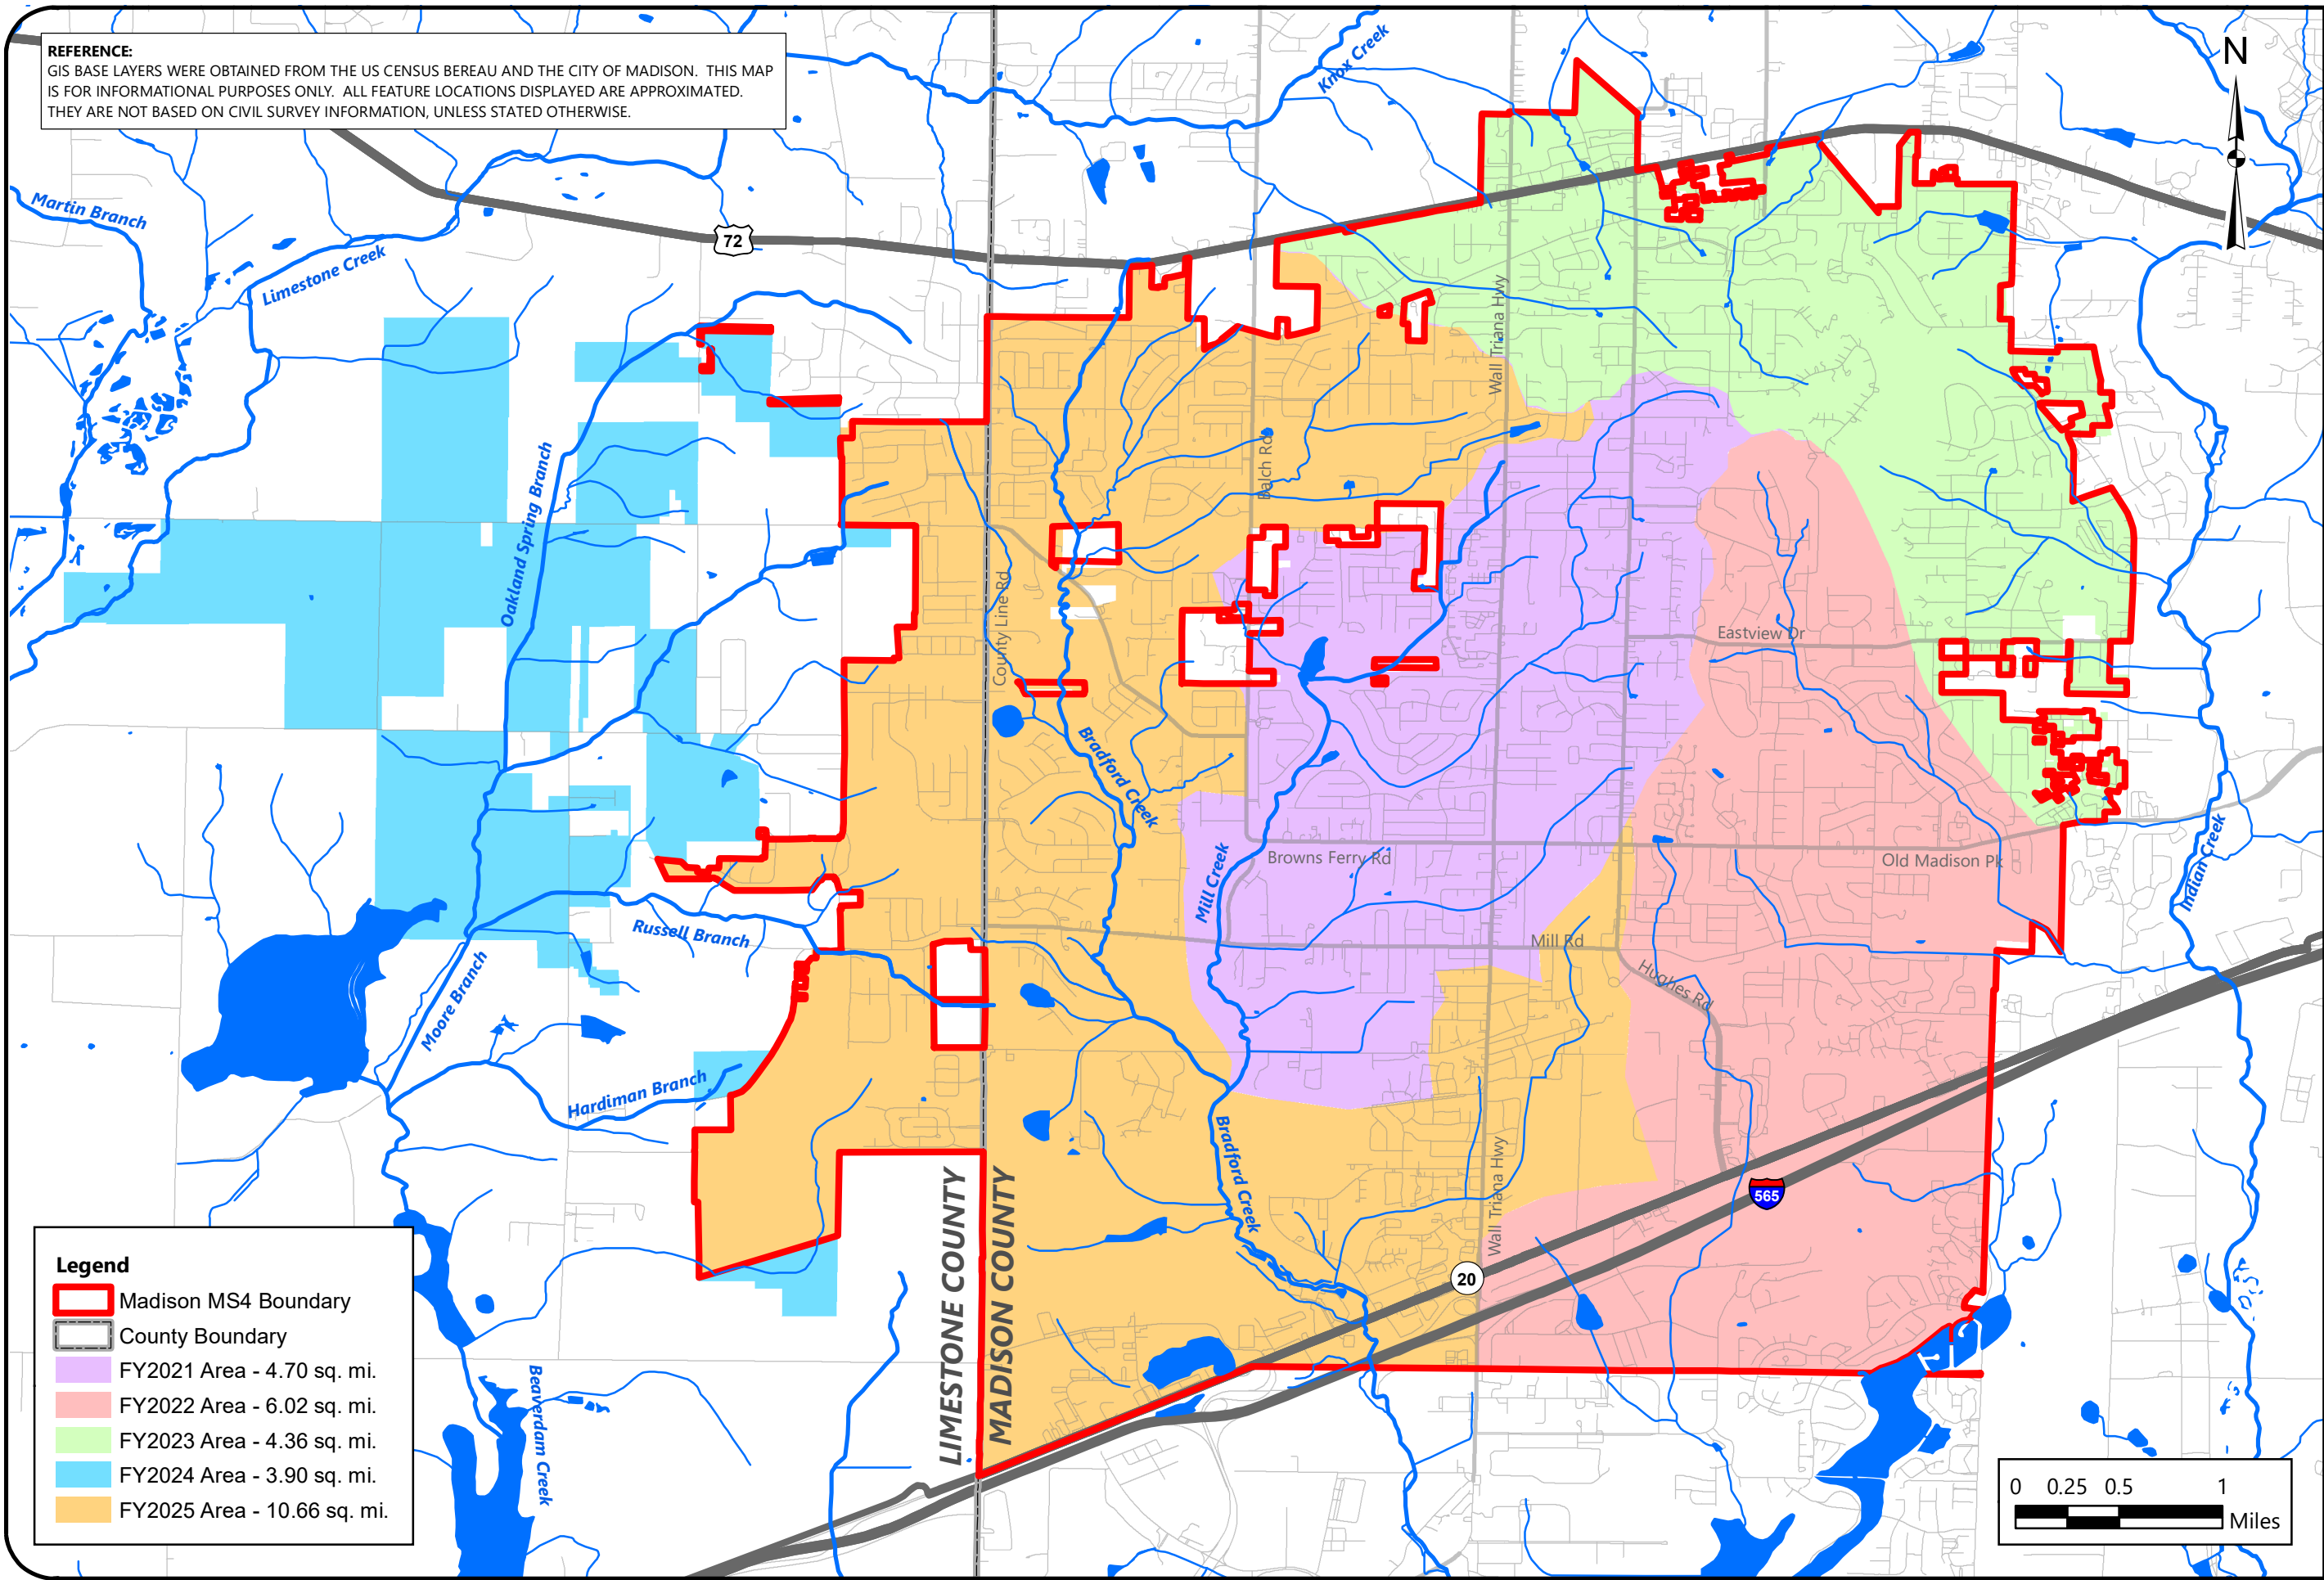 REFERENCE:
GIS BASE LAYERS WERE OBTAINED FROM THE US CENSUS BEREAU AND THE CITY OF MADISON. THIS MAP
IS FOR INFORMATIONAL PURPOSES ONLY. ALL FEATURE LOCATIONS DISPLAYED ARE APPROXIMATED.
THEY ARE NOT BASED ON CIVIL SURVEY INFORMATION, UNLESS STATED OTHERWISE.
Knox Creek
N
Martin Branch
72
Limestone Creek
Wall Triana Hwy
Balch Rd
Oakland Spring Branch
County Line Rd
Eastview Dr
Bradford Creek
Browns Ferry Rd
Old Madison Pk
Mill Creek
Indian Creek
Russell Branch
Mill Rd
Hughes Rd
Moore Branch
Hardiman Branch
Bradford Creek
Wall Triana Hwy
565
20
LIMESTONE COUNTY
MADISON COUNTY
Beaverdam Creek
Legend
Madison MS4 Boundary
County Boundary
FY2021 Area - 4.70 sq. mi.
FY2022 Area - 6.02 sq. mi.
FY2023 Area - 4.36 sq. mi.
FY2024 Area - 3.90 sq. mi.
FY2025 Area - 10.66 sq. mi.
0 0.25 0.5 1
Miles